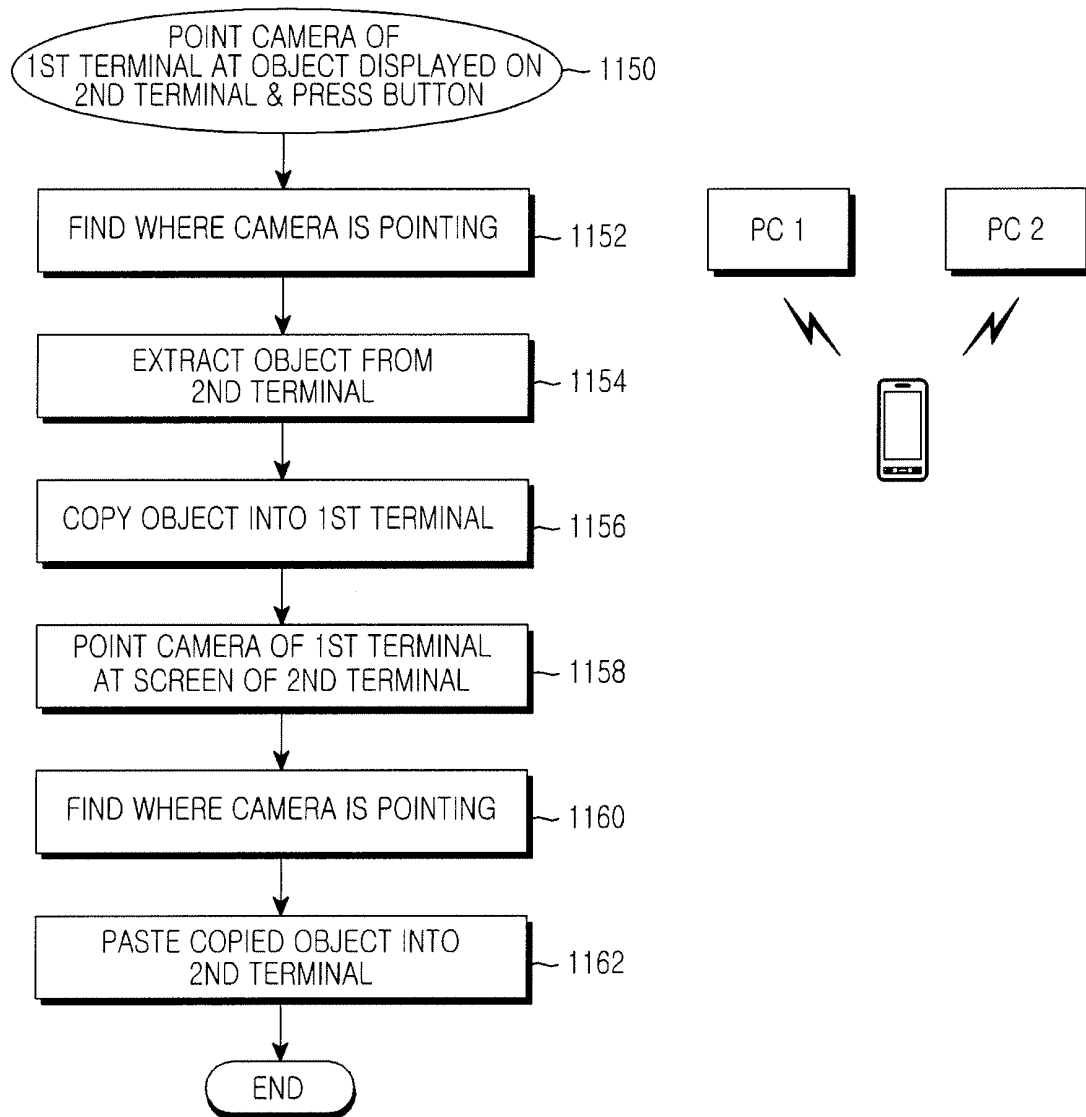 POINT CAMERA OF
1ST TERMINAL AT OBJECT DISPLAYED ON
2ND TERMINAL & PRESS BUTTON
1150
FIND WHERE CAMERA IS POINTING
1152
PC 1
PC 2
EXTRACT OBJECT FROM
2ND TERMINAL
1154
COPY OBJECT INTO 1ST TERMINAL
1156
POINT CAMERA OF 1ST TERMINAL
AT SCREEN OF 2ND TERMINAL
1158
FIND WHERE CAMERA IS POINTING
1160
PASTE COPIED OBJECT INTO
2ND TERMINAL
1162
END